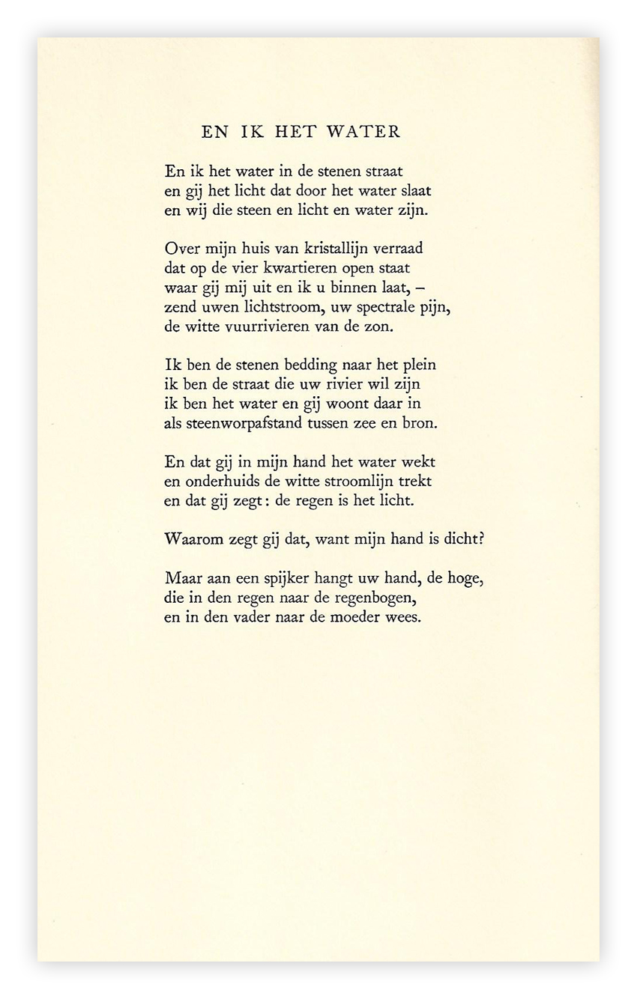 EN IK HET WATER
En ik het water in de stenen straat
en gij het licht dat door het water slaat
en wij die steen en licht en water zijn.
Over mijn huis van kristallijn verraad
dat op de vier kwartieren open staat
waar gij mij uit en ik u binnen laat, –
zend uwen lichtstroom, uw spectrale pijn,
de witte vuurrivieren van de zon.
Ik ben de stenen bedding naar het plein
ik ben de straat die uw rivier wil zijn
ik ben het water en gij woont daar in
als steenworpafstand tussen zee en bron.
En dat gij in mijn hand het water wekt
en onderhuids de witte stroomlijn trekt
en dat gij zegt: de regen is het licht.
Waarom zegt gij dat, want mijn hand is dicht?
Maar aan een spijker hangt uw hand, de hoge,
die in den regen naar de regenbogen,
en in den vader naar de moeder wees.